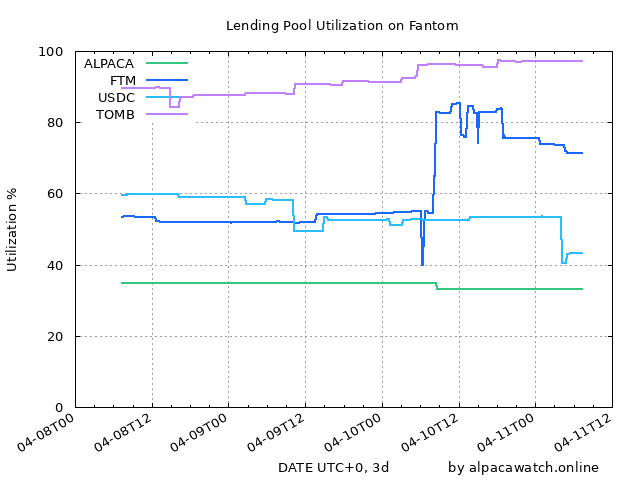 Lending Pool Utilization on Fantom
100
80
60
40
20
0
Utilization %
ALPACA
FTM
USDC
TOMB
04-08T00
04-08T12
04-09T00
04-09T12
04-10T00
04-10T12
04-11T00
04-11T12
DATE UTC+0, 3d
by alpacawatch.online